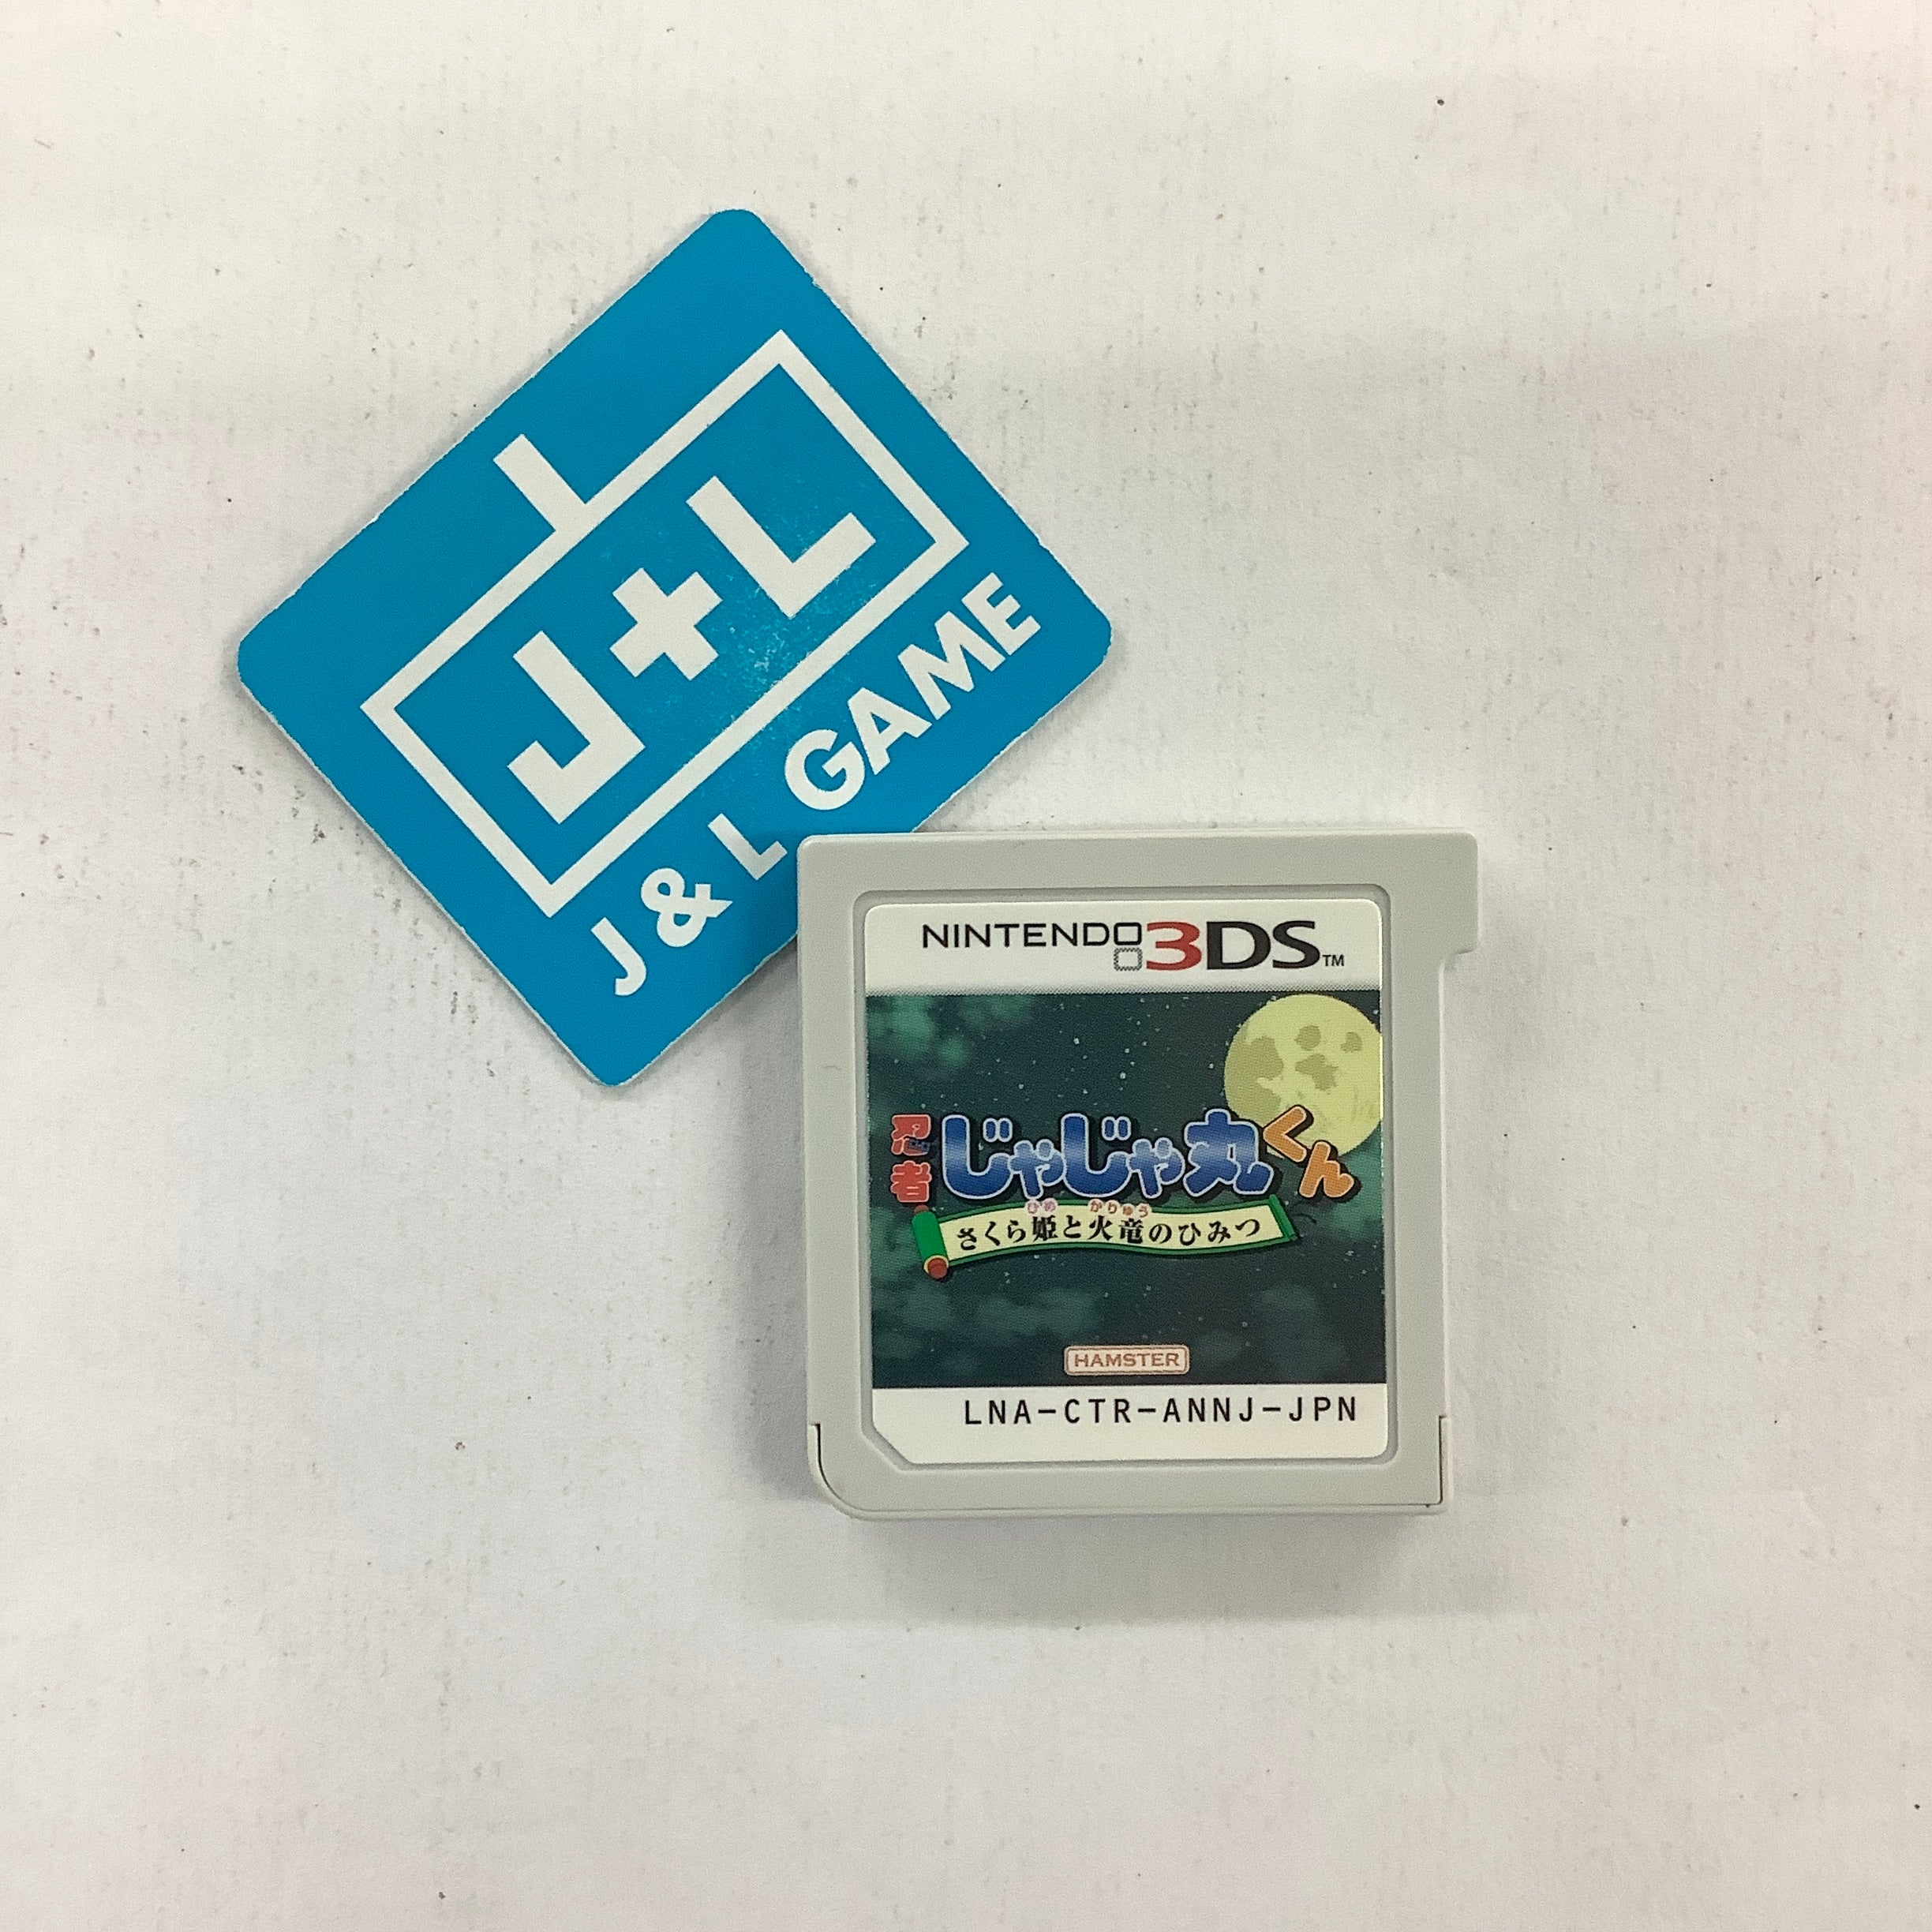 J+L
J & L GAME
NINTENDO 3DS™
忍者 じゃじゃ丸くん
ひめ かりゅう
さくら姫と火竜のひみつ
HAMSTER
LNA-CTR-ANNJ-JPN